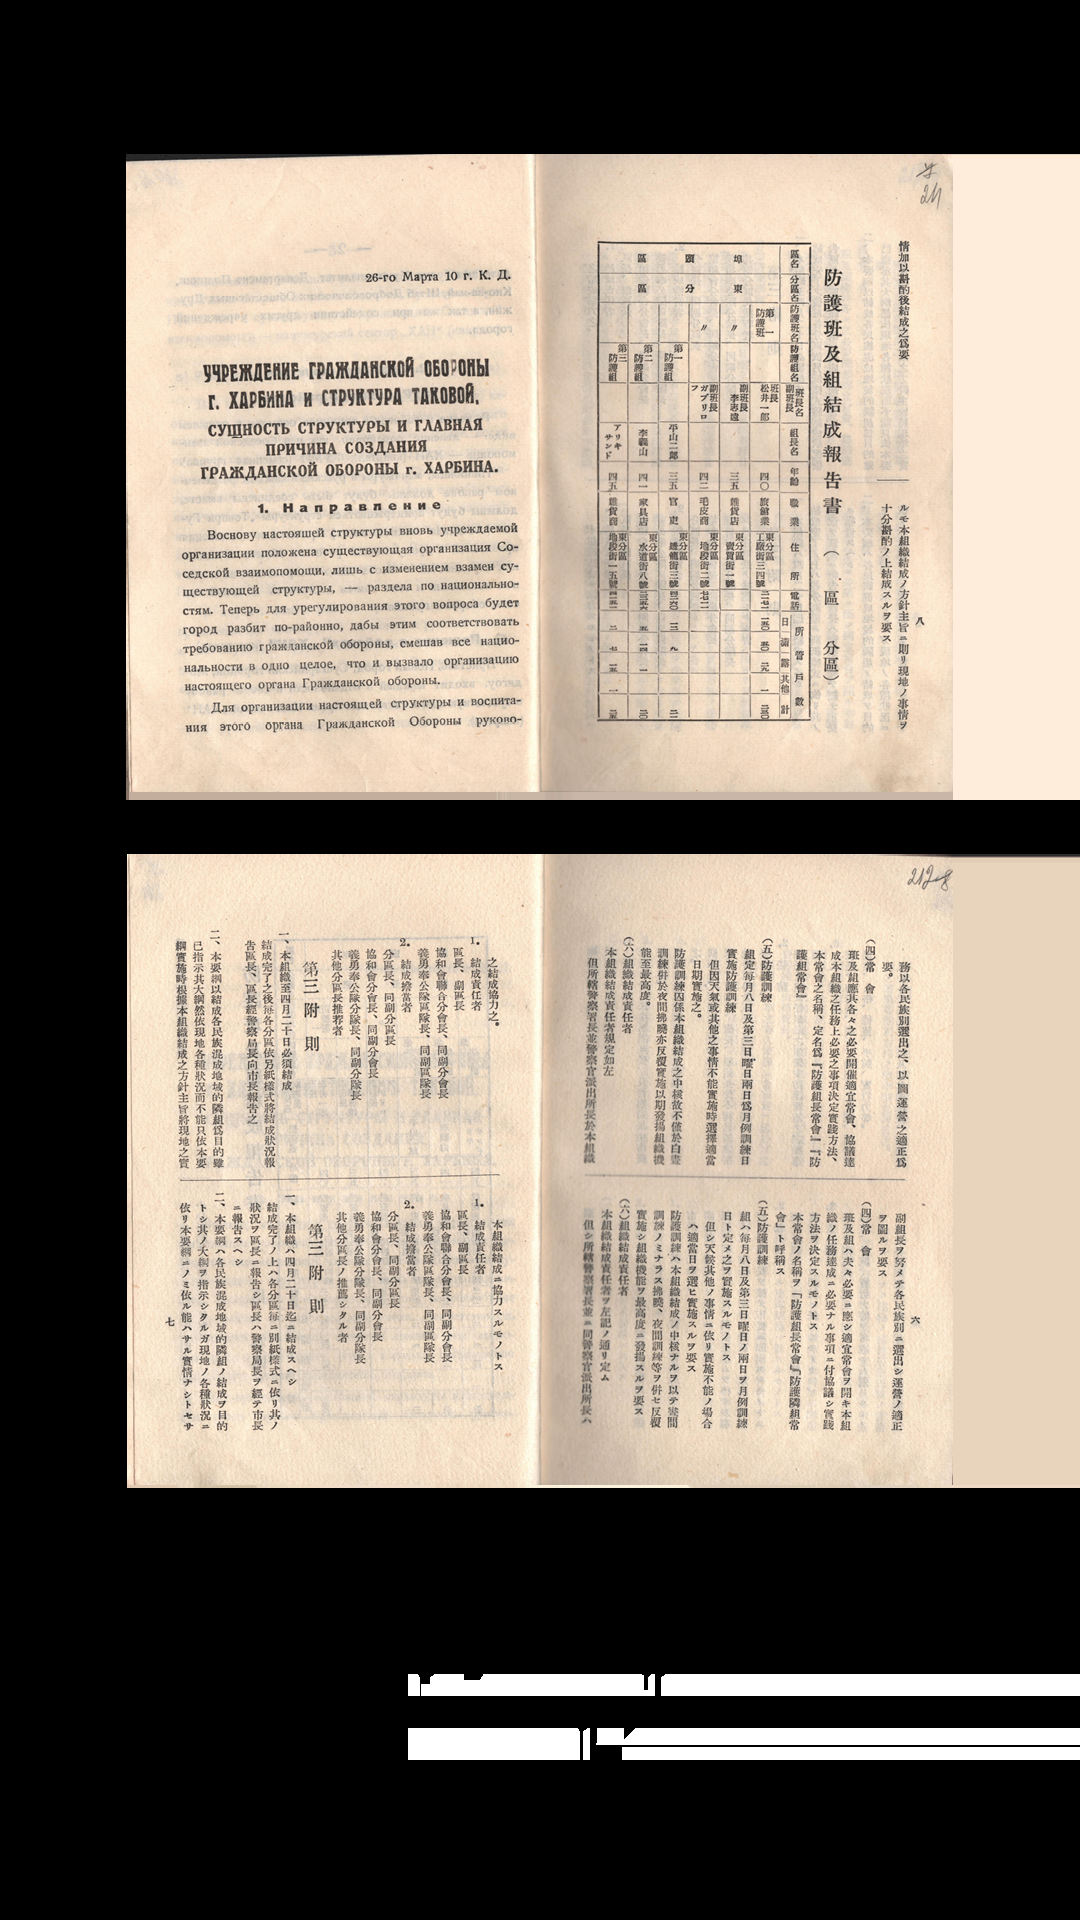 26-го Марта 10 г. К. Д.
УЧРЕЖДЕНИЕ ГРАЖДАНСКОЙ ОБОРОНЫ
г. ХАРБИНА И СТРУКТУРА ТАКОВОЙ.
СУЩНОСТЬ СТРУКТУРЫ И ГЛАВНАЯ
ПРИЧИНА СОЗДАНИЯ
ГРАЖДАНСКОЙ ОБОРОНЫ г. ХАРБИНА.
1. Направление.
Воснову настоящей структуры вновь учреждаемой
организации положена существующая организация Со-
седской взаимопомощи, лишь с изменением взамен су-
ществующей структуры, — раздела по национально-
стям. Теперь для урегулирования этого вопроса будет
город разбит по-районно, дабы этим соответствовать
требованию гражданской обороны, смешав все нацио-
нальности в одно целое, что и вызвало организацию
настоящего органа Гражданской обороны.
Для организации настоящей структуры и воспита-
ния этого органа Гражданской Обороны руково-
24
情加以斟酌後結成之爲要
ルモ本組織結成ノ方針主旨ニ則リ現地ノ事情ヲ
十分斟酌ノ上結成スルヲ要ス
八
防護班及組結成報告書（ 區 分區）
區名 分區名 防護班名 防護組名 班長名 副班長 組長名 年齡 職業 住所 電話 所管戶數 日 滿 露 其他 計
埠頭區 東分區
第一防護班 班長 松井一郎 四〇 旅館業 東分區工廠街三四號
〃 副班長 李志遠 三五 雜貨店 東分區賣買街一號
〃 副班長 ガブリロフ 四二 毛皮商 東分區地段街二號
第一防護組 平山二郎 三五 官吏
第二防護組 李麟山 四一 家具店 東分區水道街八號
第三防護組 アリキサンド 四五 雜貨商 東分區地段街一五號
務以各民族別選出之、以圖運營之適正爲
要。
(四)常 會
班及組應其各々之必要開催適宜常會、協議達
成本組織之任務上必要之事項決定實踐方法、
本常會之名稱、定名爲『防護組長常會』『防
護組常會』
(五)防護訓練
組定每月八日及第三日曜日兩日爲月例訓練日
實施防護訓練
但因天氣或其他之事情不能實施時選擇適當
日期實施之。
防護訓練因係本組織結成之中核故不僅於白晝
訓練併於夜間拂曉亦反覆實施以期發揚組織機
能至最高度。
(六)組織結成責任者
本組織結成責任者規定如左
但所轄警察署長並警察官派出所長於本組織
副組長ヲ努メテ各民族別ニ選出シ運營ノ適正
ヲ圖ルヲ要ス
(四)常 會
班及組ハ夫々必要ニ應シ適宜常會ヲ開キ本組
織ノ任務達成ニ必要ナル事項ニ付協議シ實踐
方法ヲ決定スルモノトス
本常會ノ名稱ヲ「防護組長常會」「防護隣組常
會」ト呼稱ス
(五)防護訓練
組ハ每月八日及第三日曜日ノ兩日ヲ月例訓練
日ト定メ之ヲ實施スルモノトス
但シ天候其他ノ事情ニ依リ實施不能ノ場合
ハ適當日ヲ選ヒ實施スルヲ要ス
防護訓練ハ本組織結成ノ中核ナルヲ以テ晝間
訓練ノミナラス拂曉、夜間訓練等ヲ併セ反覆
實施シ組織機能ヲ最高度ニ發揚スルヲ要ス
(六)組織結成責任者
本組織結成責任者ヲ左記ノ通リ定ム
但シ所轄警察署長並ニ同警察官派出所長ハ
六
之結成協力之。
1. 結成責任者
區長、副區長
協和會聯合分會長、同副分會長
義勇奉公隊區隊長、同副區隊長
2. 結成擔當者
分區長、同副分區長
協和會分會長、同副分會長
義勇奉公隊分隊長、同副分隊長
其他分區長推荐者
第三 附 則
一、本組織至四月二十日必須結成
結成完了之後每各分區依另紙樣式將結成狀況報
告區長、區長經警察局長向市長報告之
二、本要綱以結成各民族混成地域的隣組爲目的雖
已指示其大綱然依現地各種狀況而不能只依本要
綱實施時根據本組織結成之方針主旨將現地之實
本組織結成ニ協力スルモノトス
1. 結成責任者
區長、副區長
協和會聯合分會長、同副分會長
義勇奉公隊區隊長、同副區隊長
2. 結成擔當者
分區長、同副分區長
協和會分會長、同副分會長
義勇奉公隊分隊長、同副分隊長
其他分區長ノ推薦シタル者
第三 附 則
一、本組織ハ四月二十日迄ニ結成スヘシ
結成完了ノ上ハ各分區每ニ別紙樣式ニ依リ其ノ
狀況ヲ區長ニ報告シ區長ハ警察局長ヲ經テ市長
ニ報告スヘシ
二、本要綱ハ各民族混成地域的隣組ノ結成ヲ目的
トシ其ノ大綱ヲ指示シタルガ現地ノ各種狀況ニ
依リ本要綱ニノミ依ル能ハサル實情ナシトセサ
七